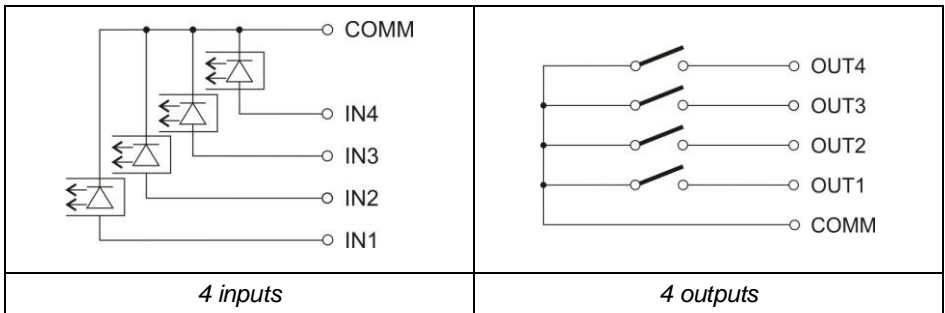 COMM
IN4
IN3
IN2
IN1
4 inputs
OUT4
OUT3
OUT2
OUT1
COMM
4 outputs